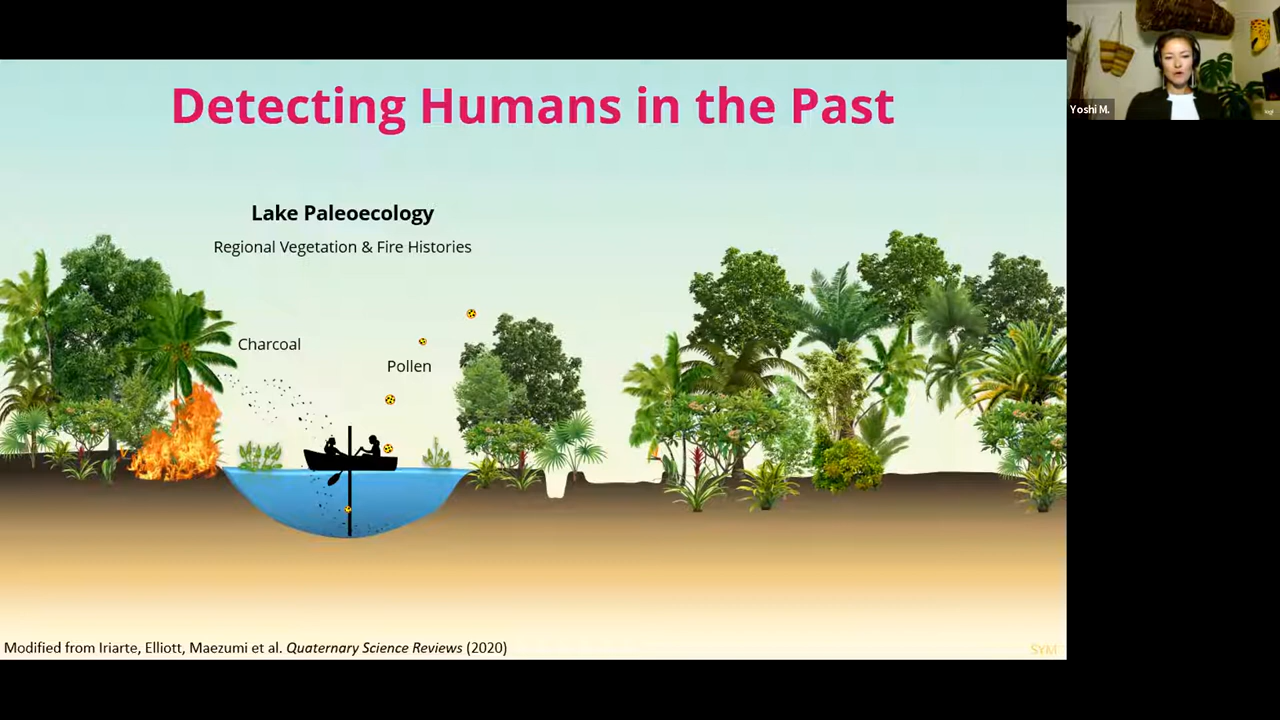 Detecting Humans in the Past
Yoshi M.
Lake Paleoecology
Regional Vegetation & Fire Histories
Charcoal
Pollen
Modified from Iriarte, Elliott, Maezumi et al. Quaternary Science Reviews (2020)
SYM